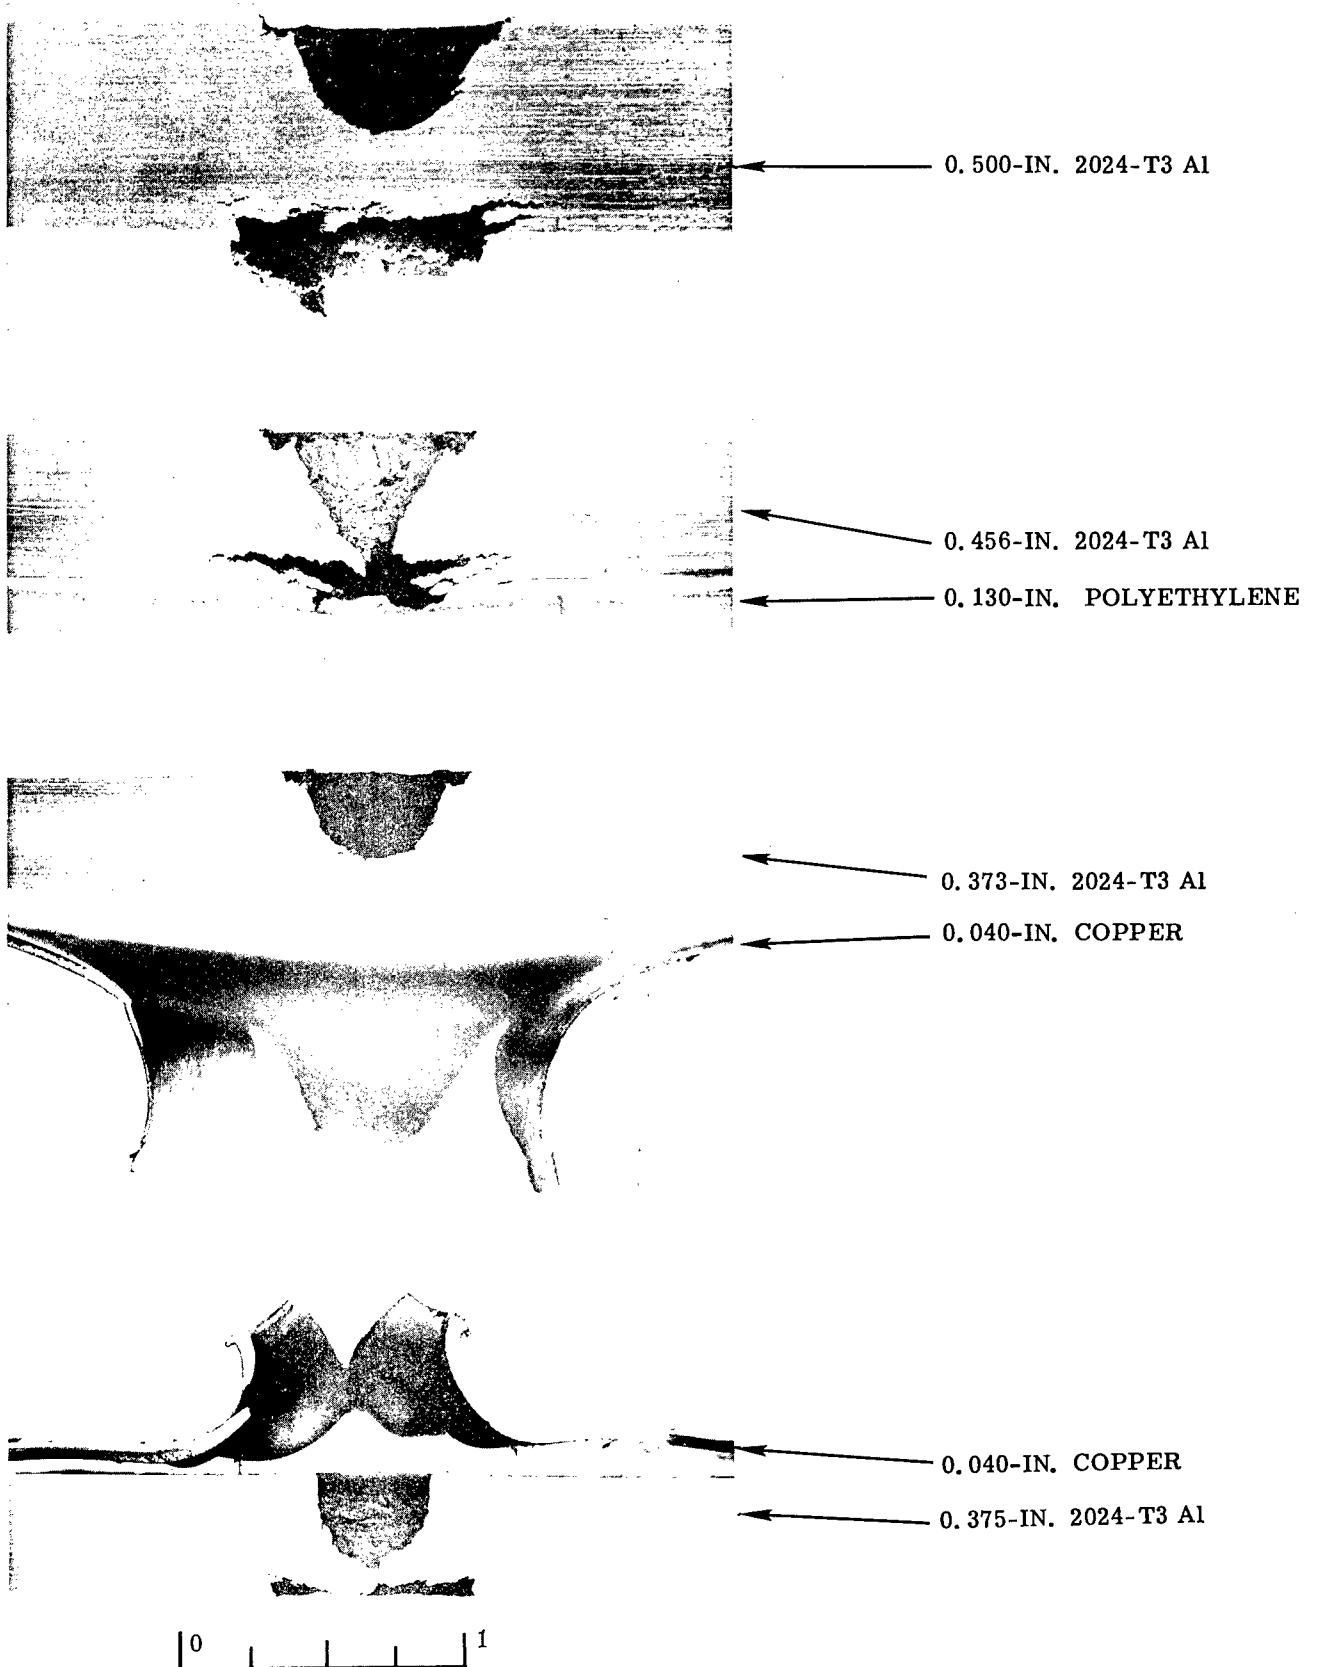 0.500-IN. 2024-T3 Al
0.456-IN. 2024-T3 Al
0.130-IN. POLYETHYLENE
0.373-IN. 2024-T3 Al
0.040-IN. COPPER
0.040-IN. COPPER
0.375-IN. 2024-T3 Al
0 1